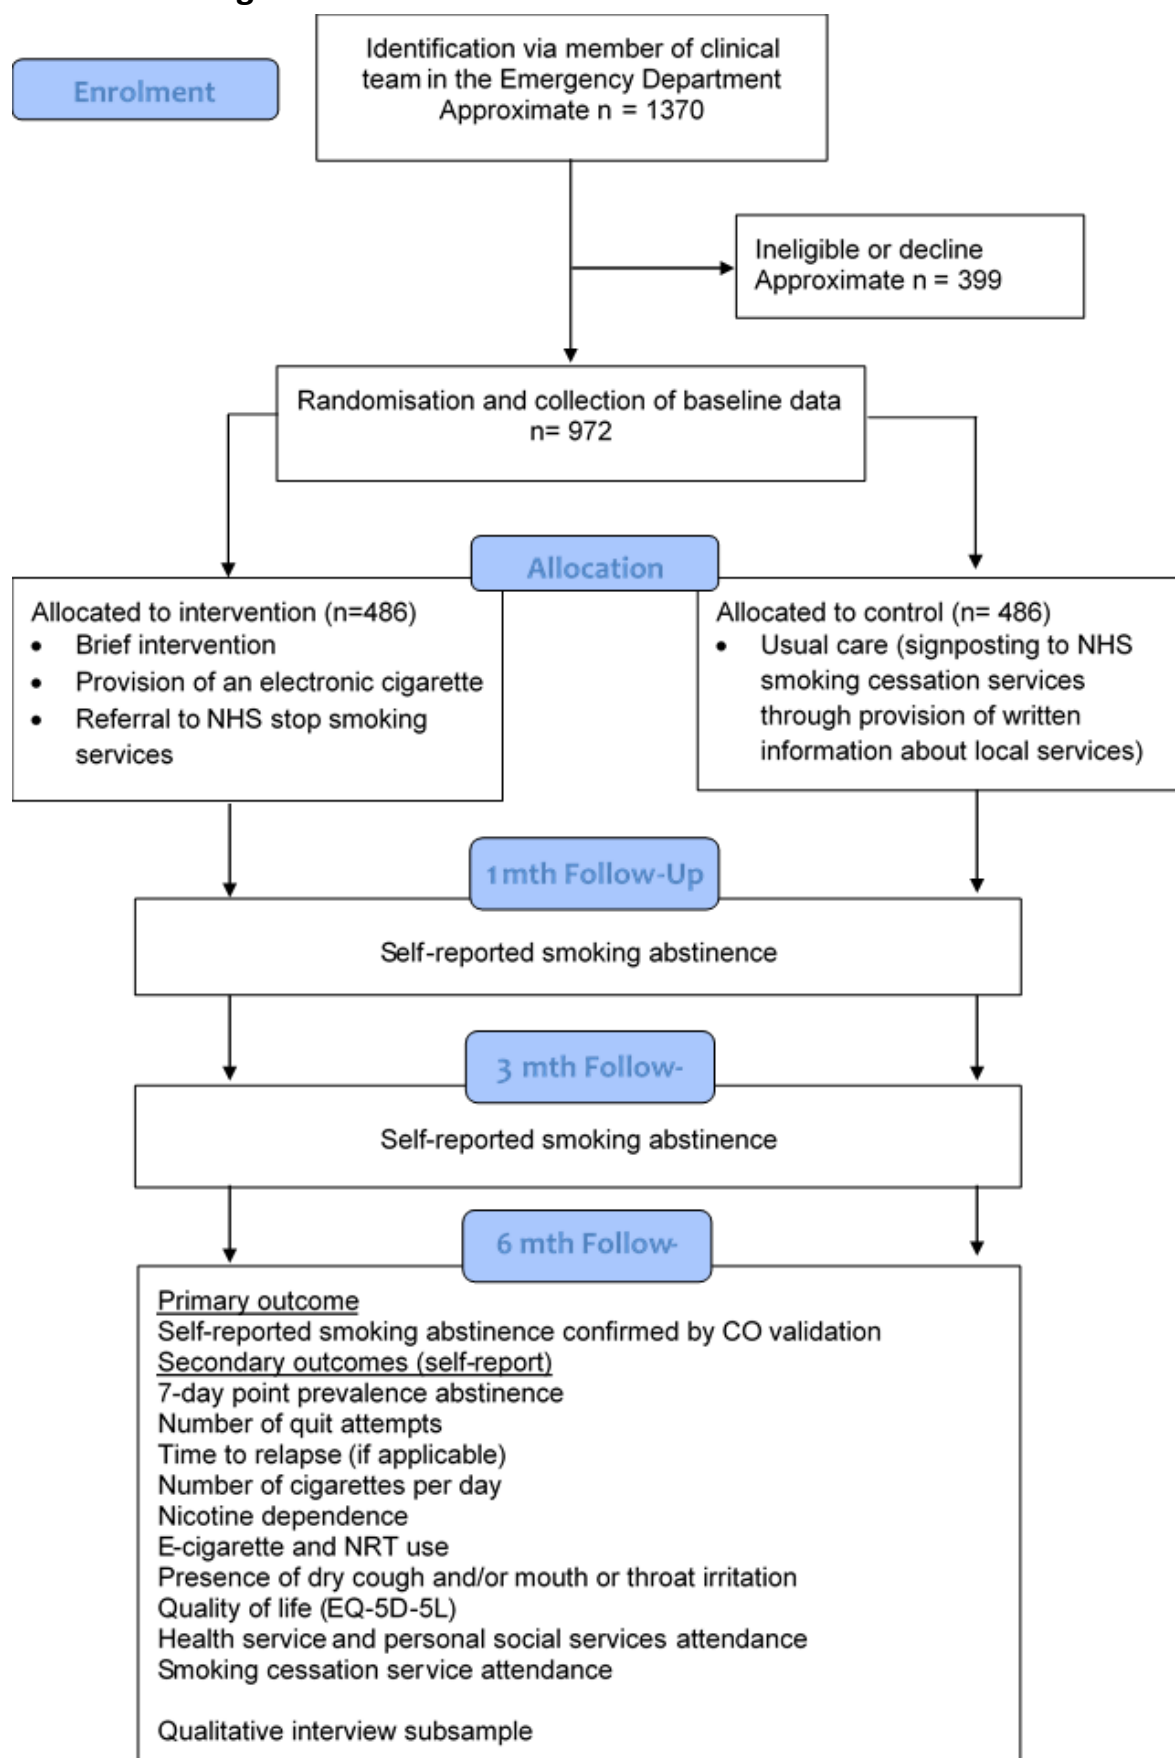 Enrolment
Identification via member of clinical
team in the Emergency Department
Approximate n = 1370
Ineligible or decline
Approximate n = 399
Randomisation and collection of baseline data
n= 972
Allocation
Allocated to intervention (n=486)
• Brief intervention
• Provision of an electronic cigarette
• Referral to NHS stop smoking
services
Allocated to control (n= 486)
• Usual care (signposting to NHS
smoking cessation services
through provision of written
information about local services)
1mth Follow-Up
Self-reported smoking abstinence
3 mth Follow-
Self-reported smoking abstinence
6 mth Follow-
Primary outcome
Self-reported smoking abstinence confirmed by CO validation
Secondary outcomes (self-report)
7-day point prevalence abstinence
Number of quit attempts
Time to relapse (if applicable)
Number of cigarettes per day
Nicotine dependence
E-cigarette and NRT use
Presence of dry cough and/or mouth or throat irritation
Quality of life (EQ-5D-5L)
Health service and personal social services attendance
Smoking cessation service attendance
Qualitative interview subsample